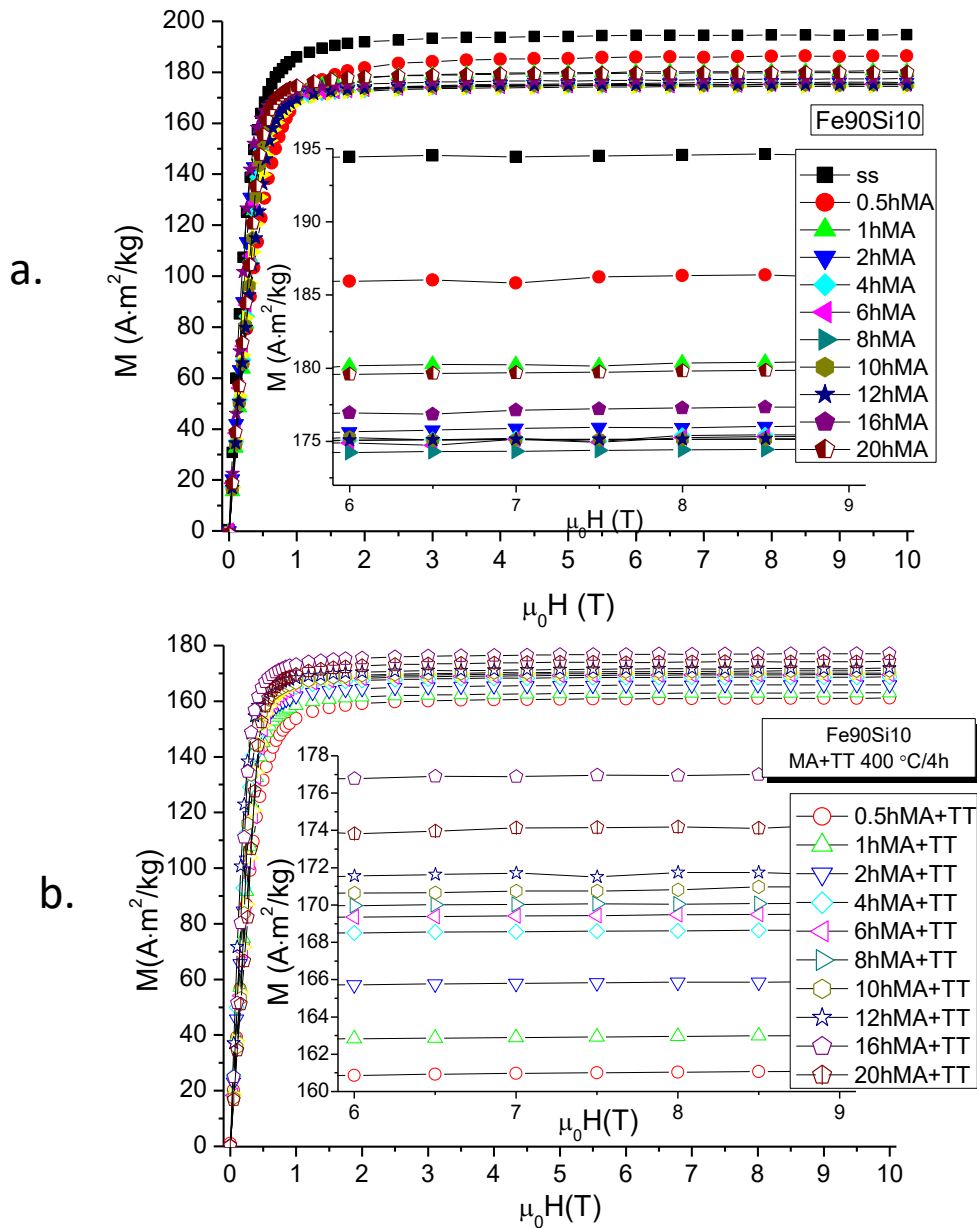 a.
M (A·m²/kg)
200
180
160
140
120
100
80
60
40
20
0
0 1 2 3 4 5 6 7 8 9 10
μ₀H (T)
Fe90Si10
M (A·m²/kg)
195
190
185
180
175
6 7 8 9
μ₀H (T)
ss
0.5hMA
1hMA
2hMA
4hMA
6hMA
8hMA
10hMA
12hMA
16hMA
20hMA
b.
M(A·m²/kg)
180
160
140
120
100
80
60
40
20
0
0 1 2 3 4 5 6 7 8 9 10
μ₀H(T)
Fe90Si10
MA+TT 400 °C/4h
M (A·m²/kg)
178
176
174
172
170
168
166
164
162
160
6 7 8 9
μ₀H(T)
0.5hMA+TT
1hMA+TT
2hMA+TT
4hMA+TT
6hMA+TT
8hMA+TT
10hMA+TT
12hMA+TT
16hMA+TT
20hMA+TT